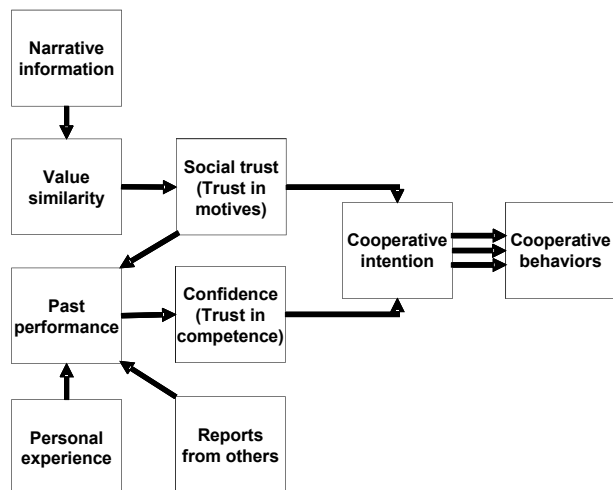 Narrative
information
Value
similarity
Social trust
(Trust in
motives)
Cooperative
intention
Cooperative
behaviors
Past
performance
Confidence
(Trust in
competence)
Personal
experience
Reports
from others